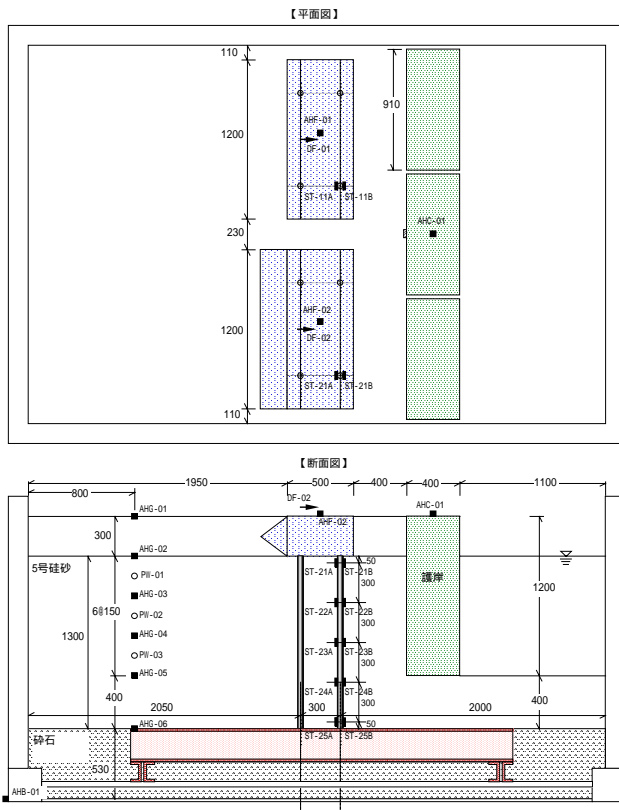 【平面図】
110
1200
230
1200
110
910
AHF-01
DF-01
ST-11A
ST-11B
AHC-01
AHF-02
DF-02
ST-21A
ST-21B
【断面図】
1950
500
400
400
1100
800
DF-02
AHC-01
AHG-01
AHF-02
300
AHG-02
5号硅砂
PW-01
AHG-03
6@150
PW-02
AHG-04
1300
PW-03
AHG-05
400
50
ST-21A
ST-21B
300
ST-22A
ST-22B
300
ST-23A
ST-23B
300
ST-24A
ST-24B
300
護岸
1200
400
2050
300
2000
AHG-06
50
ST-25A
ST-25B
砕石
530
AHB-01